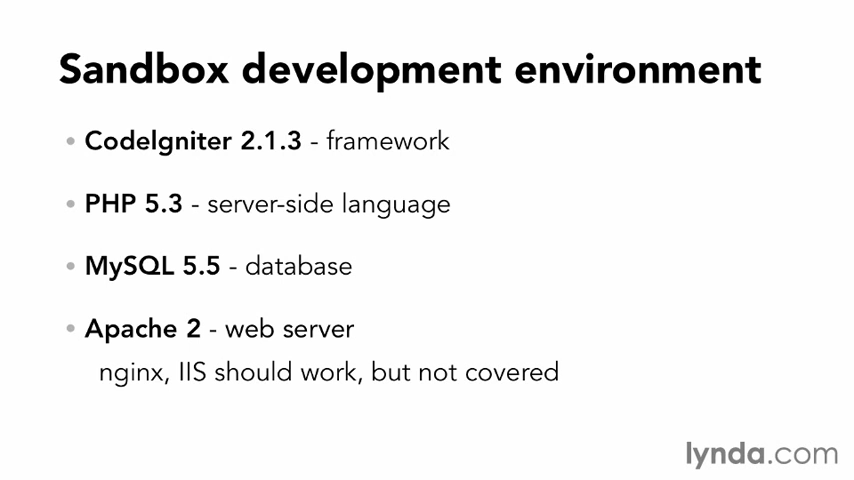 Sandbox development environment
• CodeIgniter 2.1.3 - framework
• PHP 5.3 - server-side language
• MySQL 5.5 - database
• Apache 2 - web server
nginx, IIS should work, but not covered
lynda.com